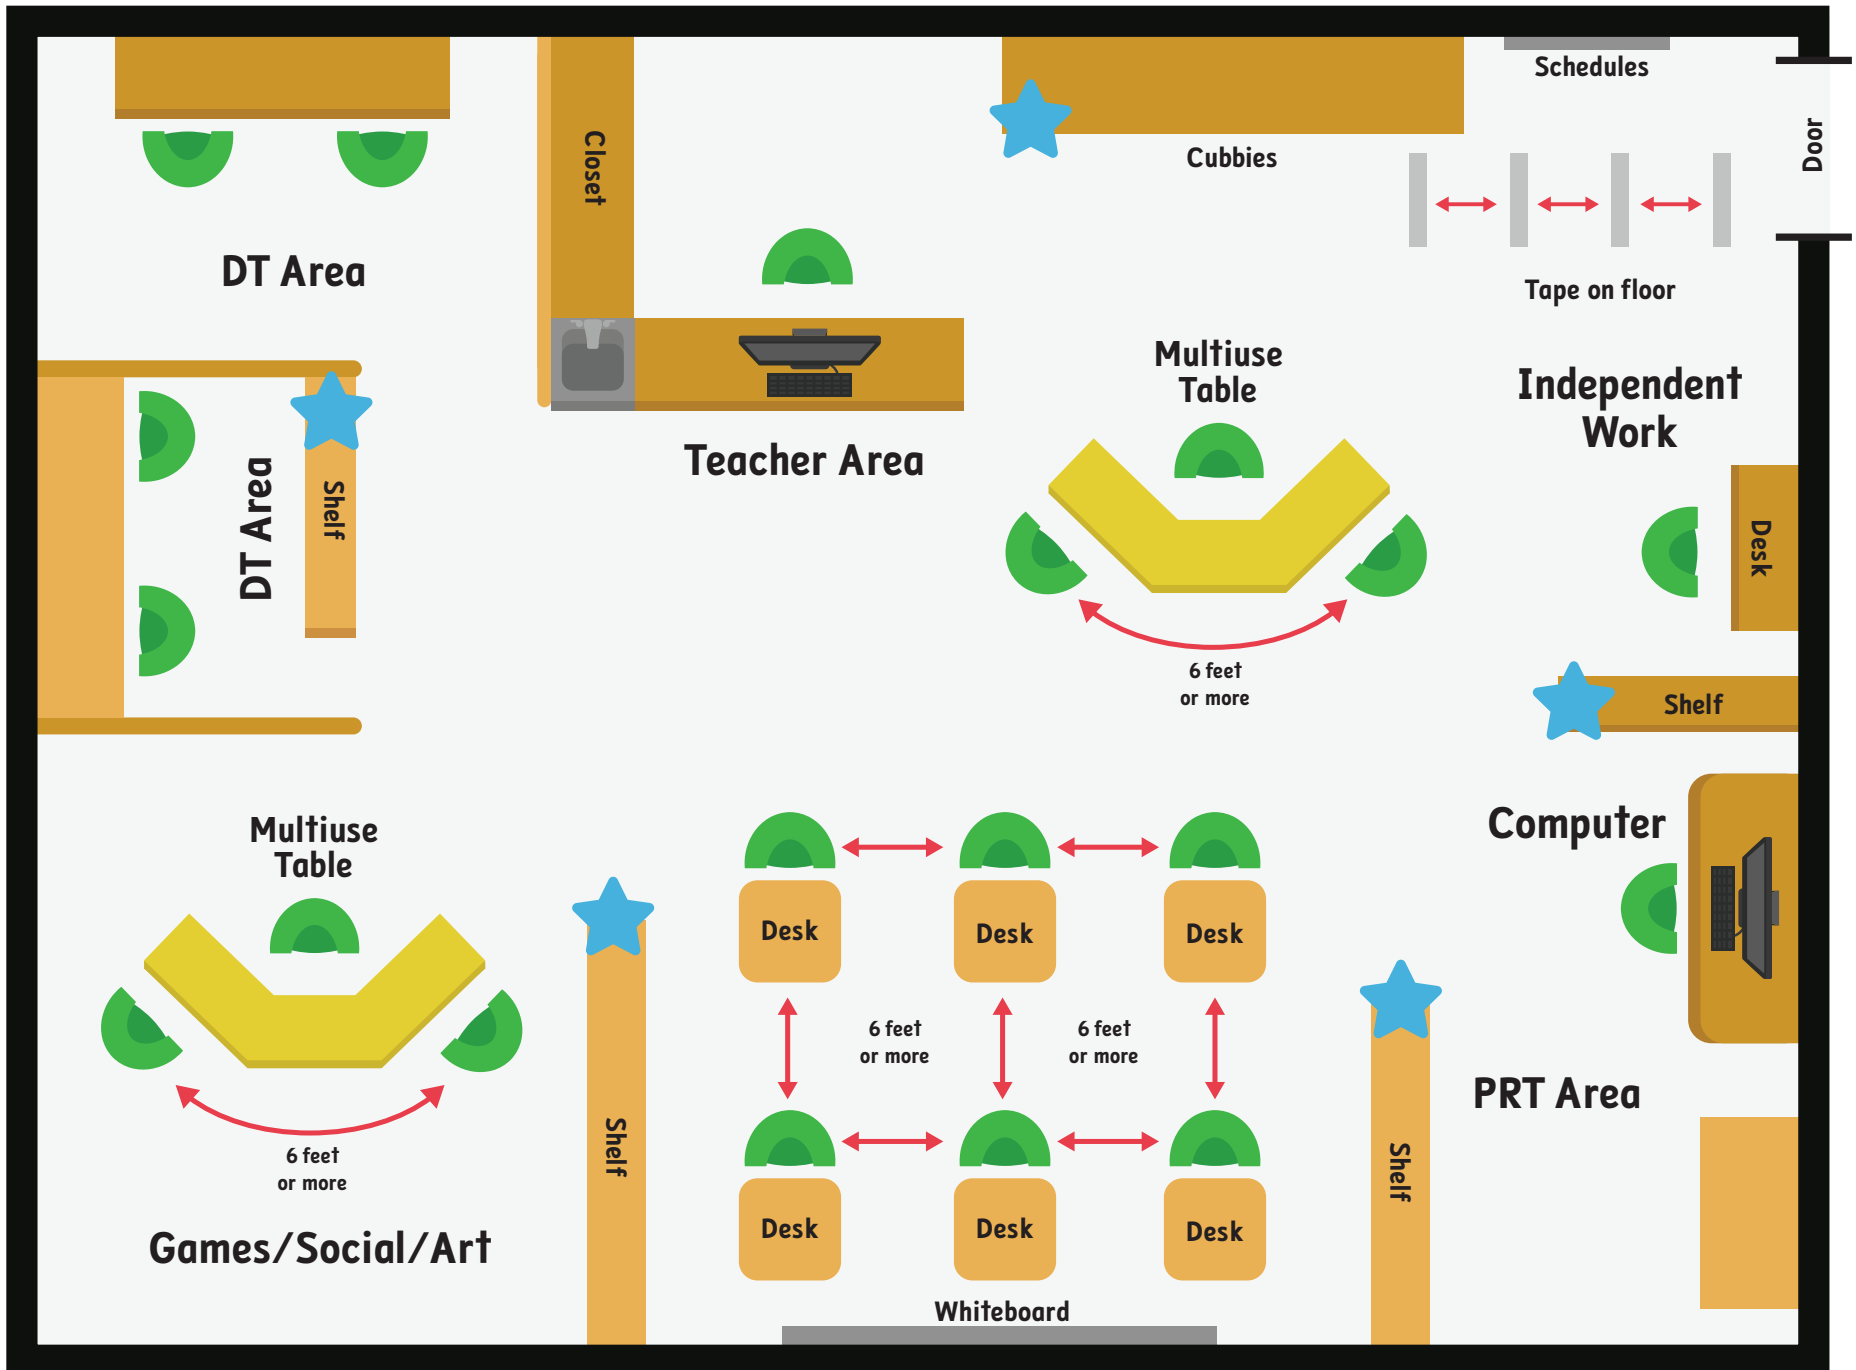 Schedules
Door
Closet
Cubbies
DT Area
Tape on floor
Multiuse
Table
Independent
Work
Teacher Area
DT Area
Shelf
Desk
6 feet
or more
Shelf
Multiuse
Table
Computer
Desk
Desk
Desk
6 feet
or more
6 feet
or more
PRT Area
6 feet
or more
Shelf
Shelf
Games/Social/Art
Desk
Desk
Desk
Whiteboard